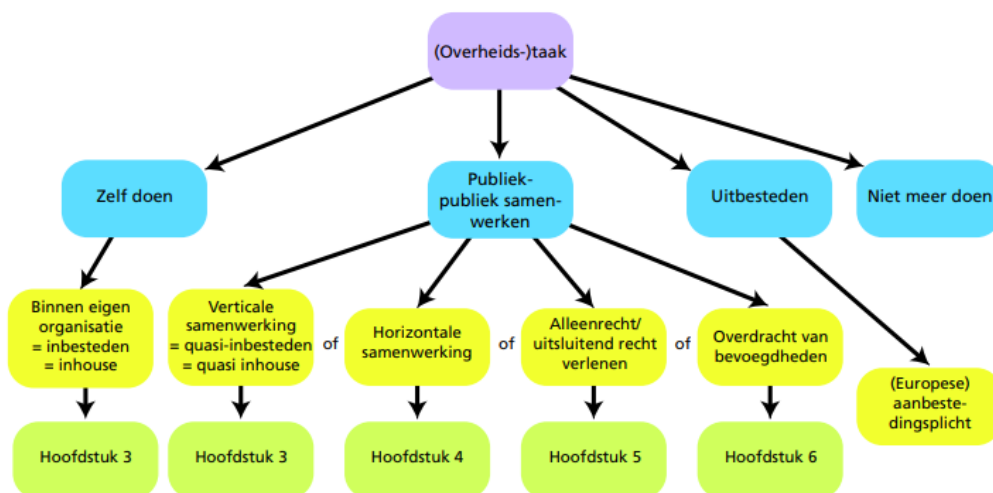 (Overheids-)taak
Zelf doen
Publiek-
publiek samen-
werken
Uitbesteden
Niet meer doen
Binnen eigen
organisatie
= inbesteden
= inhouse
Verticale
samenwerking
= quasi-inbesteden
= quasi inhouse
of
Horizontale
samenwerking
of
Alleenrecht/
uitsluitend recht
verlenen
of
Overdracht van
bevoegdheden
(Europese)
aanbeste-
dingsplicht
Hoofdstuk 3
Hoofdstuk 3
Hoofdstuk 4
Hoofdstuk 5
Hoofdstuk 6